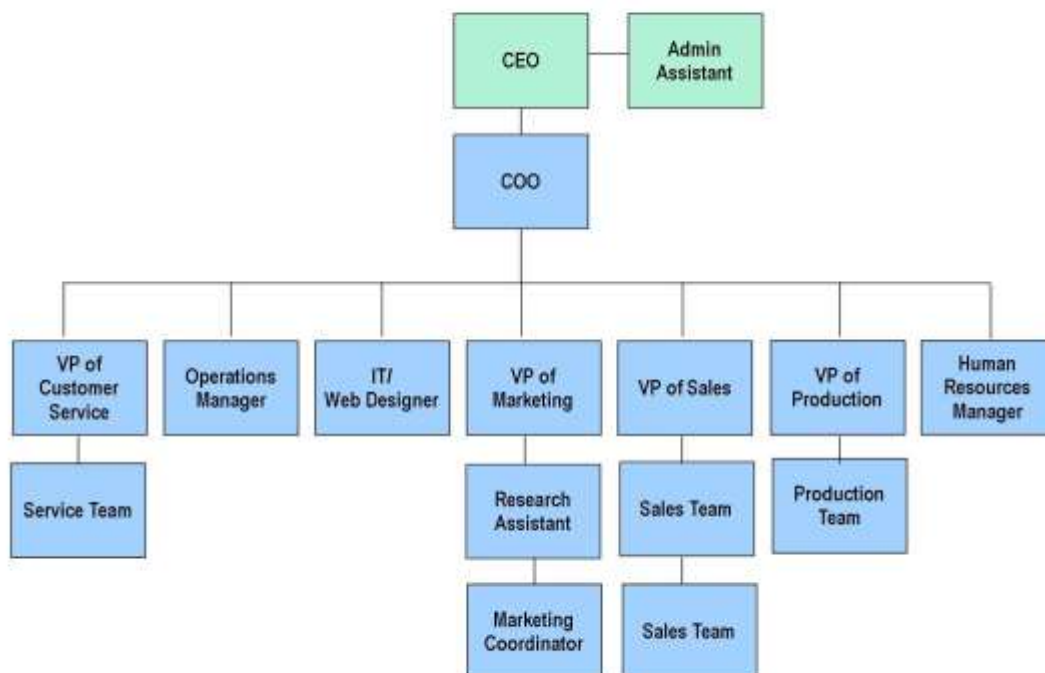 CEO
Admin
Assistant
COO
VP of
Customer
Service
Operations
Manager
IT/
Web Designer
VP of
Marketing
VP of Sales
VP of
Production
Human
Resources
Manager
Service Team
Research
Assistant
Sales Team
Production
Team
Marketing
Coordinator
Sales Team